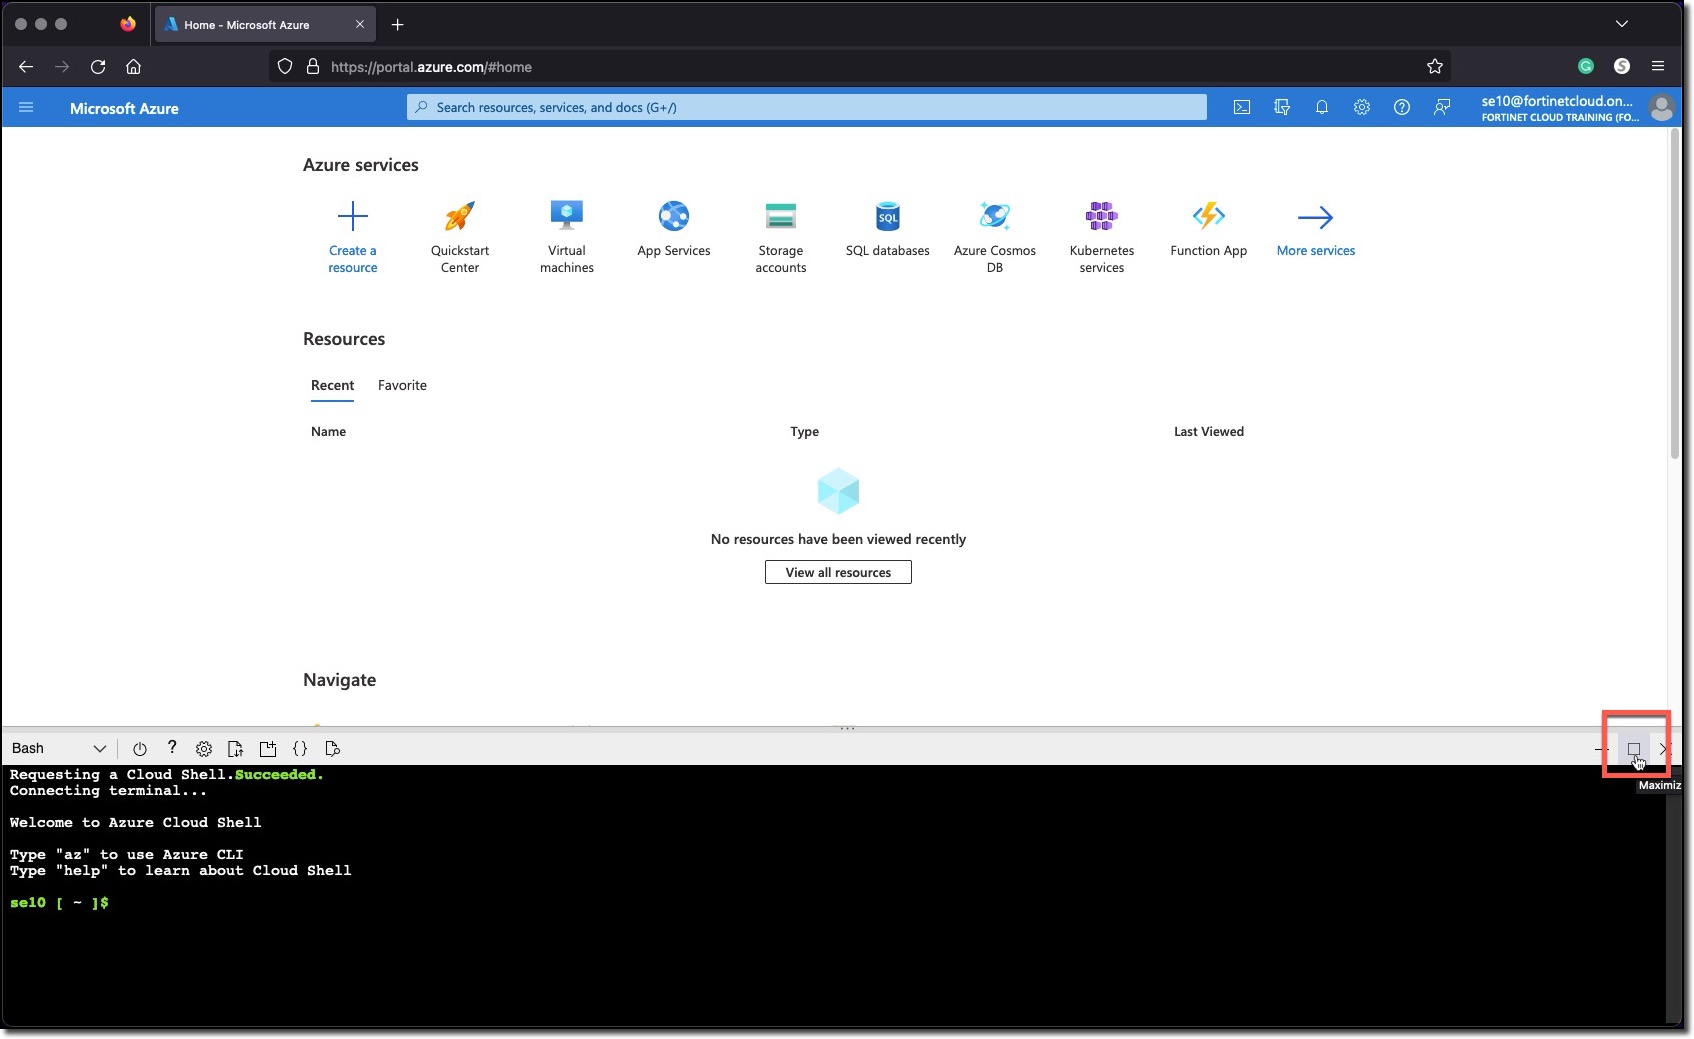 Home - Microsoft Azure
https://portal.azure.com/#home
Microsoft Azure
Search resources, services, and docs (G+/)
se10@fortinetcloud.on...
FORTINET CLOUD TRAINING (FO...
Azure services
Create a resource
Quickstart Center
Virtual machines
App Services
Storage accounts
SQL
SQL databases
Azure Cosmos DB
Kubernetes services
Function App
More services
Resources
Recent
Favorite
Name
Type
Last Viewed
No resources have been viewed recently
View all resources
Navigate
Bash
Maximiz
Requesting a Cloud Shell.Succeeded.
Connecting terminal...
Welcome to Azure Cloud Shell
Type "az" to use Azure CLI
Type "help" to learn about Cloud Shell
se10 [ ~ ]$